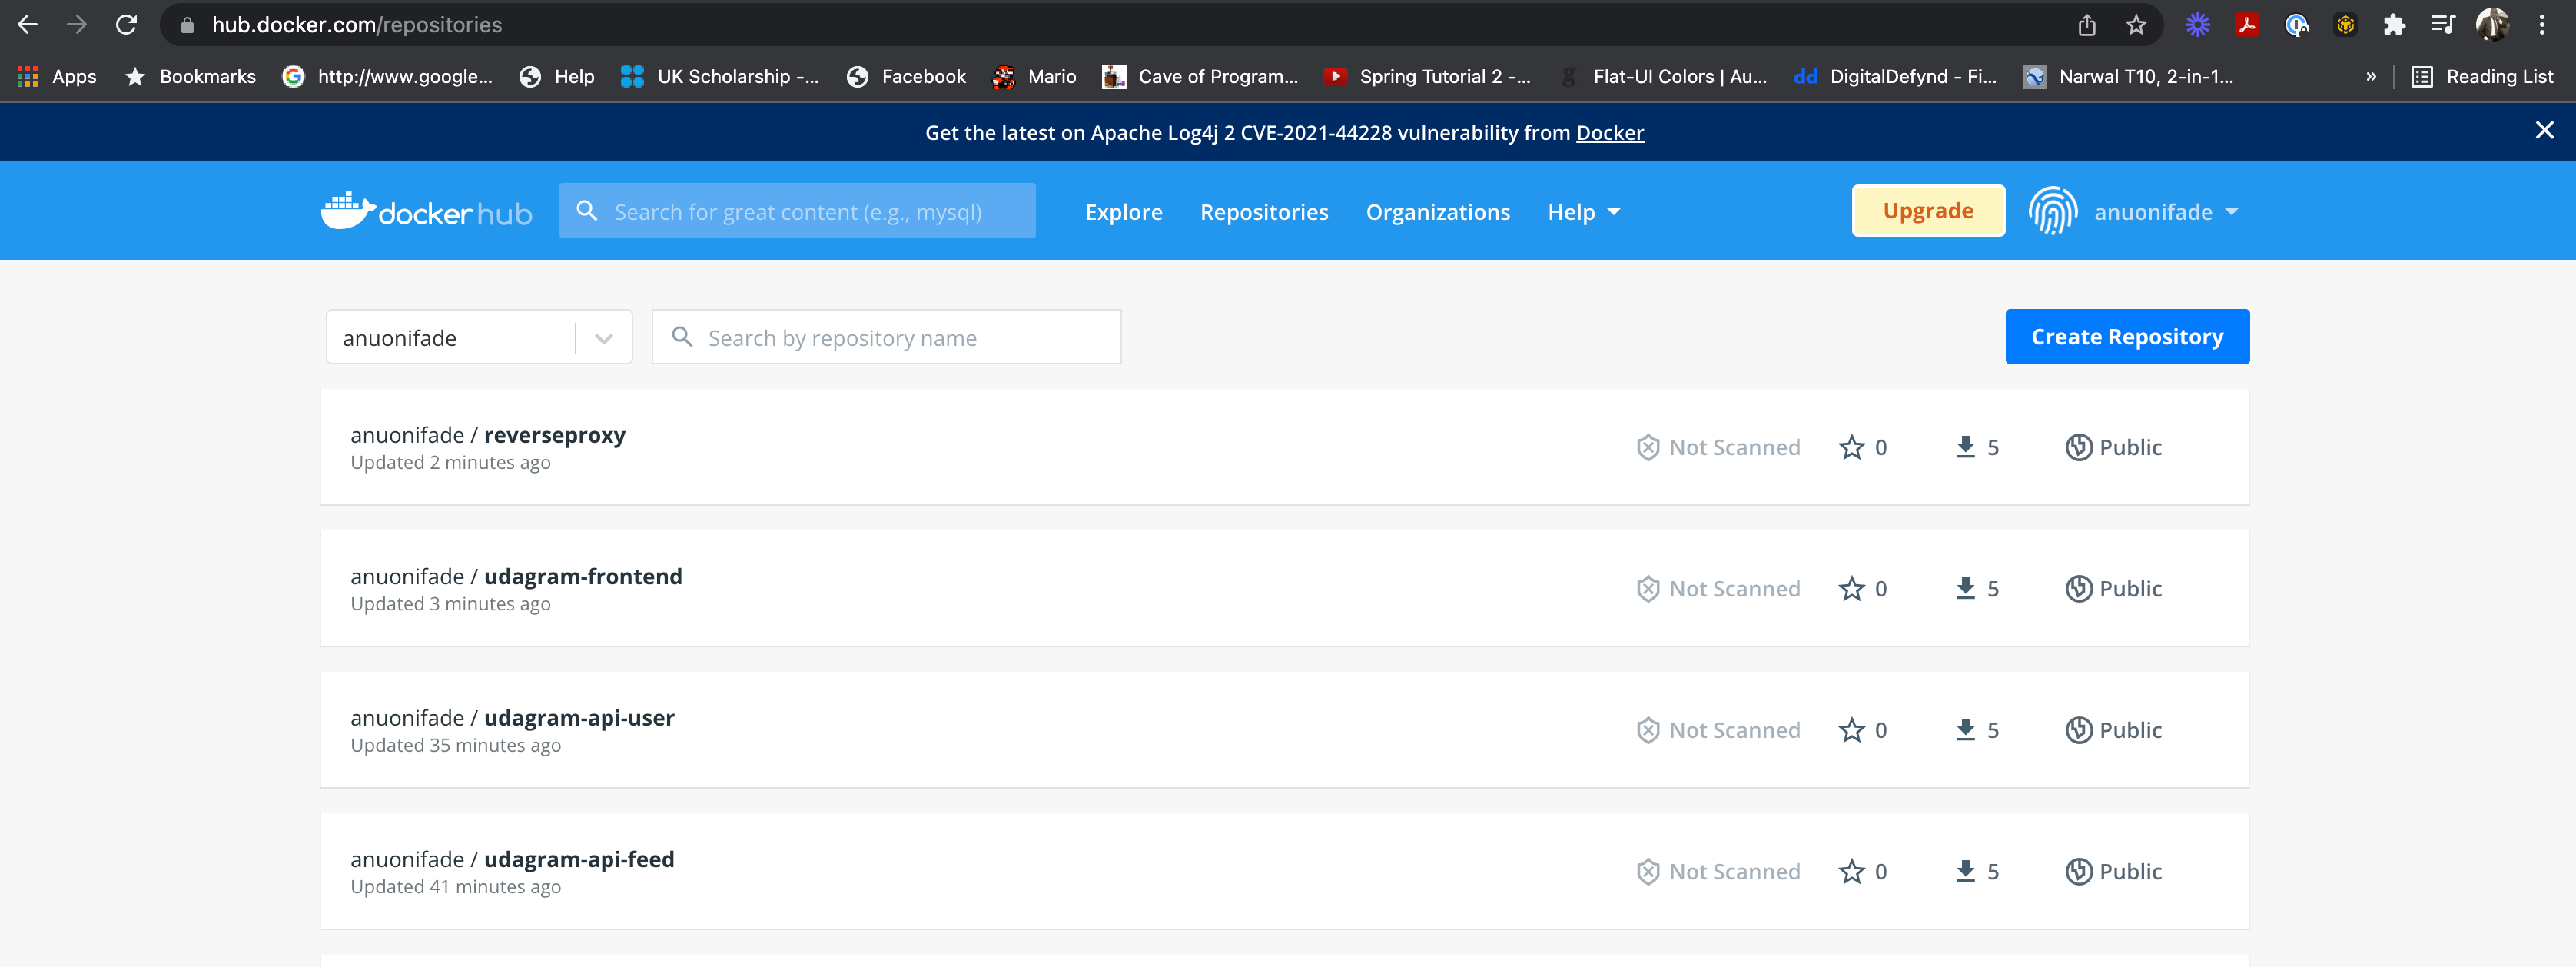 hub.docker.com/repositories
Apps
Bookmarks
http://www.google...
Help
UK Scholarship -...
Facebook
Mario
Cave of Program...
Spring Tutorial 2 -...
g
Flat-UI Colors | Au...
dd
DigitalDefynd - Fi...
Narwal T10, 2-in-1...
»
Reading List
Get the latest on Apache Log4j 2 CVE-2021-44228 vulnerability from Docker
docker hub
Search for great content (e.g., mysql)
Explore
Repositories
Organizations
Help
Upgrade
anuonifade
anuonifade
Search by repository name
Create Repository
anuonifade / reverseproxy
Updated 2 minutes ago
Not Scanned
0
5
Public
anuonifade / udagram-frontend
Updated 3 minutes ago
Not Scanned
0
5
Public
anuonifade / udagram-api-user
Updated 35 minutes ago
Not Scanned
0
5
Public
anuonifade / udagram-api-feed
Updated 41 minutes ago
Not Scanned
0
5
Public